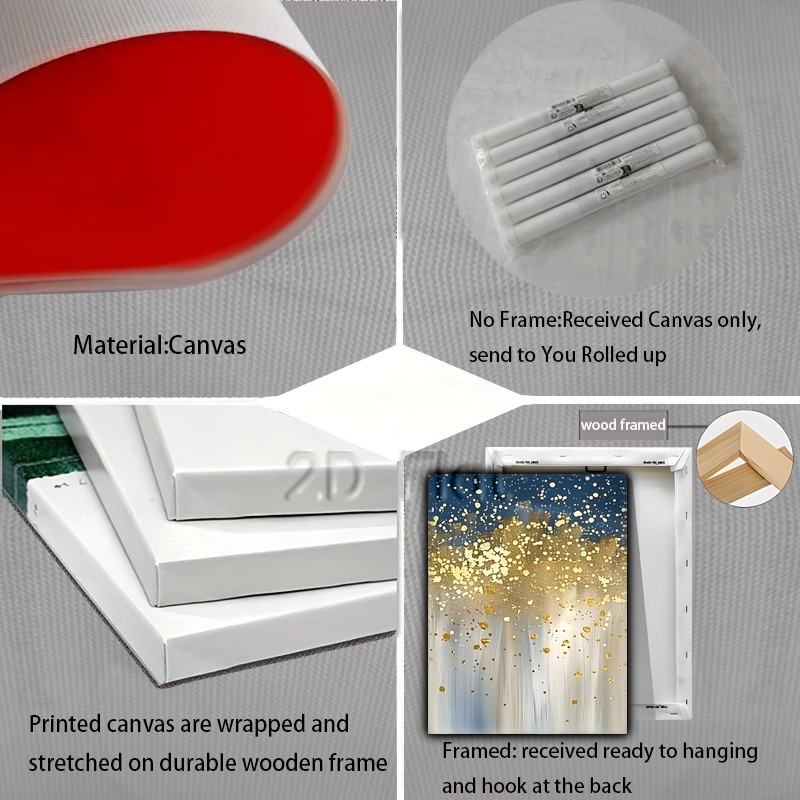 Material:Canvas
No Frame:Received Canvas only,
send to You Rolled up
2D
wood framed
Printed canvas are wrapped and
stretched on durable wooden frame
Framed: received ready to hanging
and hook at the back